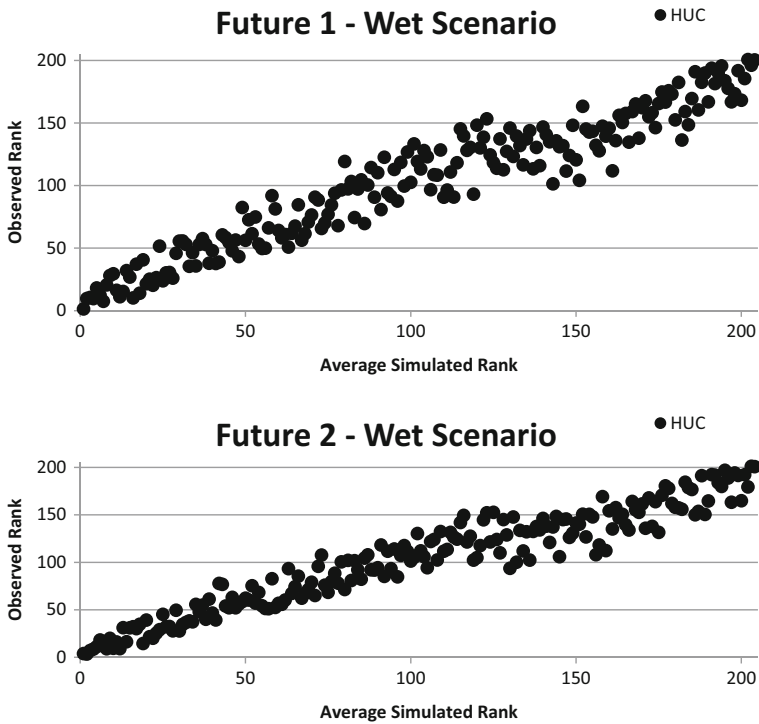 Future 1 - Wet Scenario
HUC
200
150
100
50
0
Observed Rank
0 50 100 150 200
Average Simulated Rank
Future 2 - Wet Scenario
HUC
200
150
100
50
0
Observed Rank
0 50 100 150 200
Average Simulated Rank